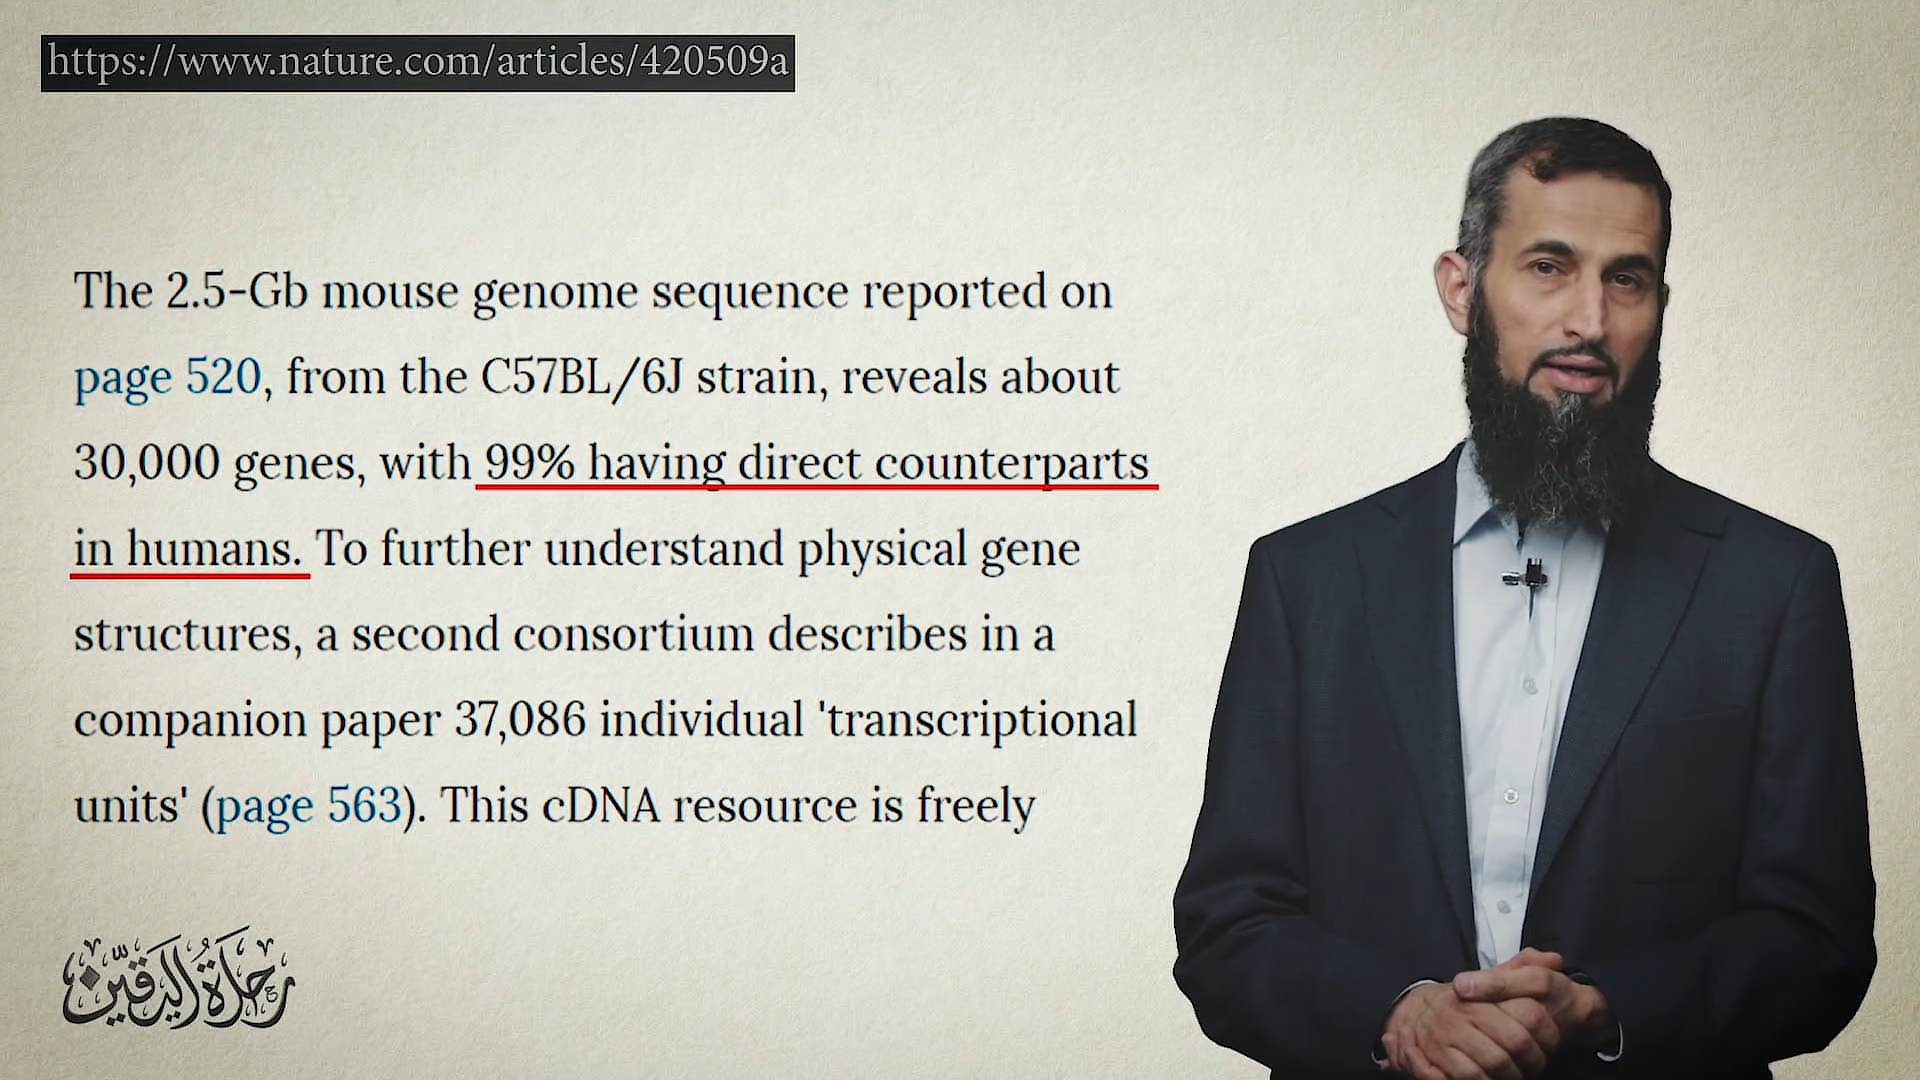 https://www.nature.com/articles/420509a
The 2.5-Gb mouse genome sequence reported on
page 520, from the C57BL/6J strain, reveals about
30,000 genes, with 99% having direct counterparts
in humans. To further understand physical gene
structures, a second consortium describes in a
companion paper 37,086 individual 'transcriptional
units' (page 563). This cDNA resource is freely
رحلة اليقين